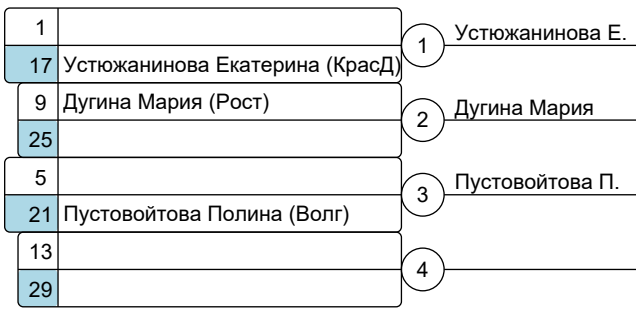 1
Устюжанинова Е.
1
17 Устюжанинова Екатерина (КрасД)
9 Дугина Мария (Рост)
2
Дугина Мария
25
5
Пустовойтова П.
3
21 Пустовойтова Полина (Волг)
13
4
29